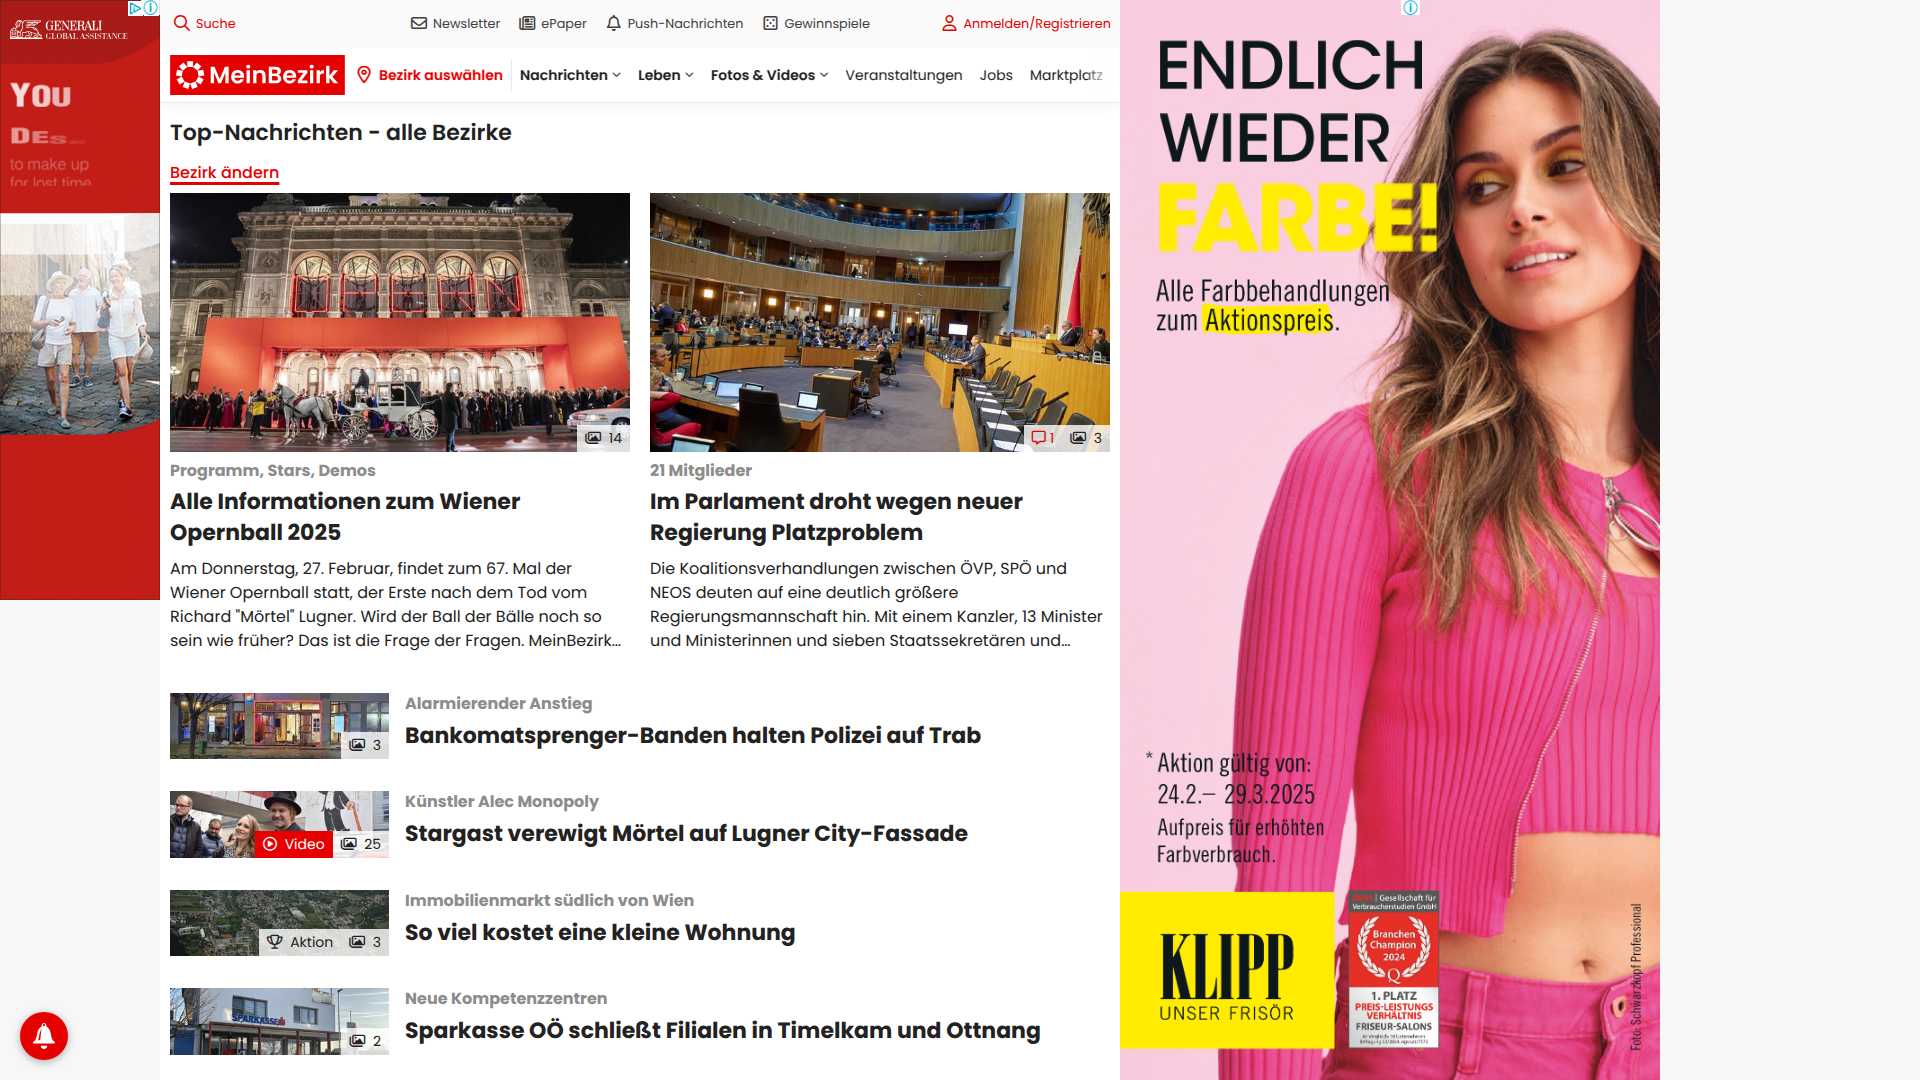 GENERALI
GLOBAL ASSISTANCE
YOU
DES...
to make up
for lost time
Suche
Newsletter
ePaper
Push-Nachrichten
Gewinnspiele
Anmelden/Registrieren
MeinBezirk
Bezirk auswählen
Nachrichten
Leben
Fotos & Videos
Veranstaltungen
Jobs
Marktplatz
Top-Nachrichten - alle Bezirke
Bezirk ändern
14
Programm, Stars, Demos
Alle Informationen zum Wiener
Opernball 2025
Am Donnerstag, 27. Februar, findet zum 67. Mal der
Wiener Opernball statt, der Erste nach dem Tod vom
Richard "Mörtel" Lugner. Wird der Ball der Bälle noch so
sein wie früher? Das ist die Frage der Fragen. MeinBezirk...
1
3
21 Mitglieder
Im Parlament droht wegen neuer
Regierung Platzproblem
Die Koalitionsverhandlungen zwischen ÖVP, SPÖ und
NEOS deuten auf eine deutlich größere
Regierungsmannschaft hin. Mit einem Kanzler, 13 Minister
und Ministerinnen und sieben Staatssekretären und...
3
Alarmierender Anstieg
Bankomatsprenger-Banden halten Polizei auf Trab
Video
25
Künstler Alec Monopoly
Stargast verewigt Mörtel auf Lugner City-Fassade
Aktion
3
Immobilienmarkt südlich von Wien
So viel kostet eine kleine Wohnung
SPARKASSE
2
Neue Kompetenzzentren
Sparkasse OÖ schließt Filialen in Timelkam und Ottnang
ENDLICH
WIEDER
FARBE!
Alle Farbbehandlungen
zum Aktionspreis.
* Aktion gültig von:
24.2.– 29.3.2025
Aufpreis für erhöhten
Farbverbrauch.
KLIPP
UNSER FRISÖR
Gesellschaft für
Verbraucherstudien GmbH
Branchen
Champion
2024
1. PLATZ
PREIS-LEISTUNGS
VERHÄLTNIS
FRISEUR-SALONS
Foto: Schwarzkopf Professional